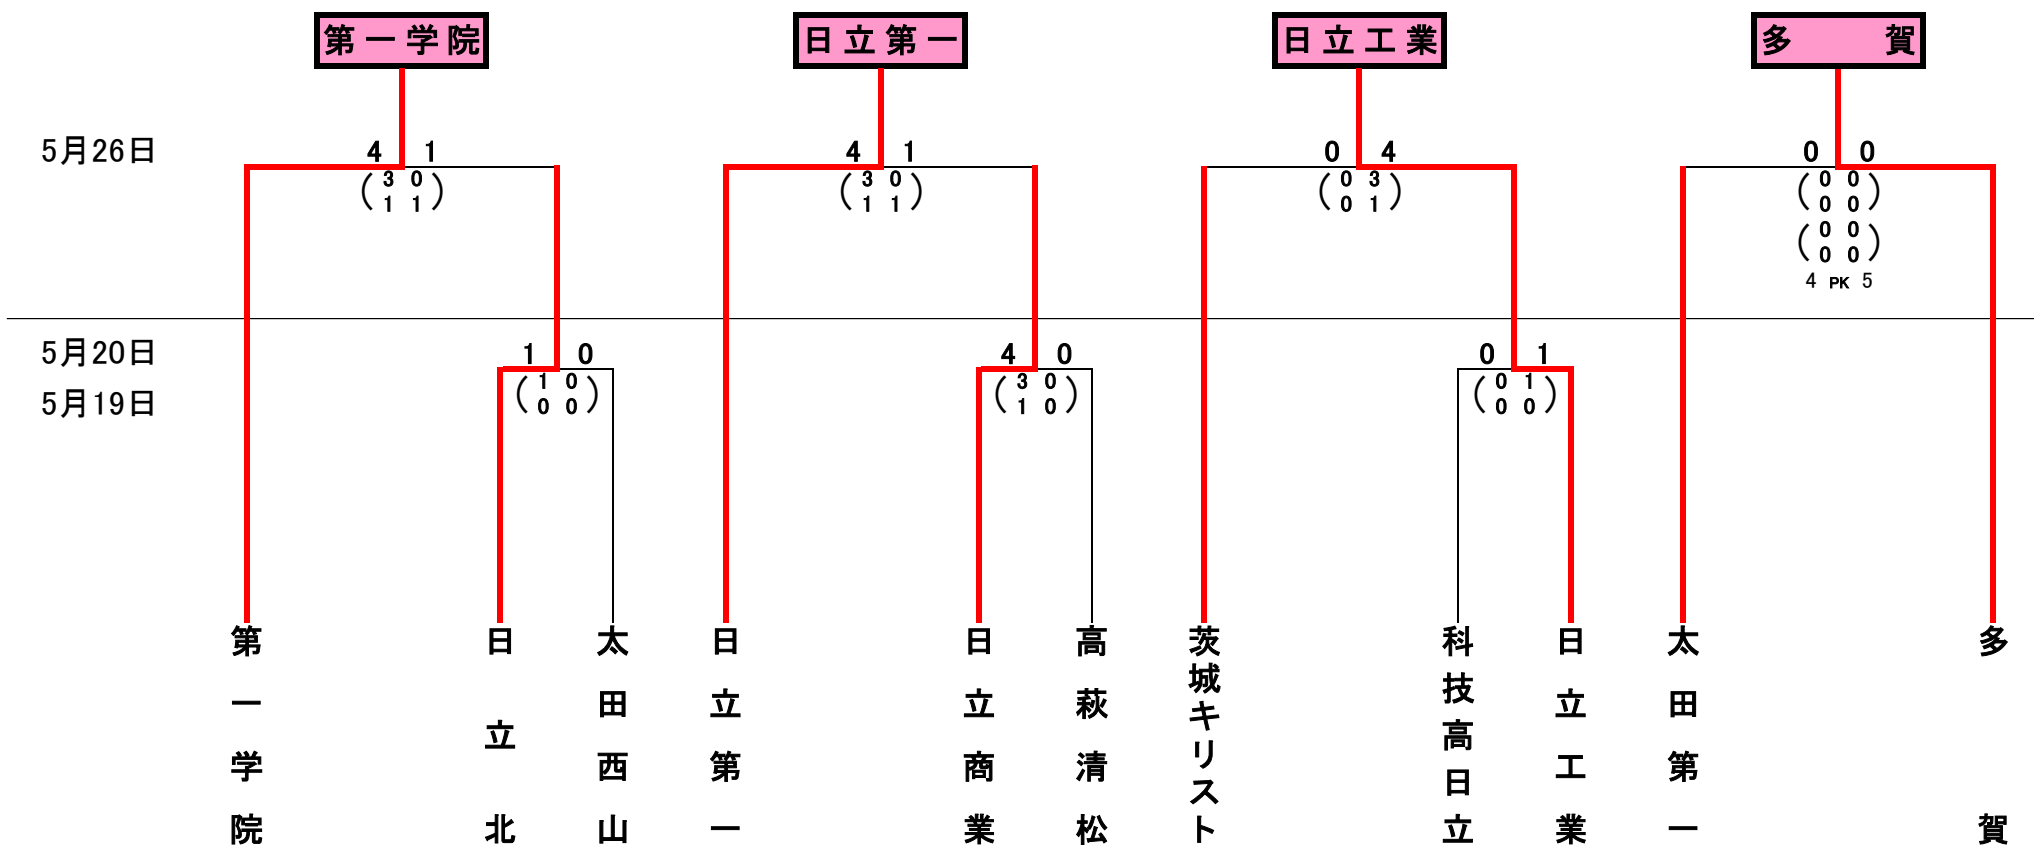 第一学院 日立第一 日立工業 多賀
5月26日 4 1 4 1 0 4 0 0
(3 0) (3 0) (0 3) (0 0)
(1 1) (1 1) (0 1) (0 0)
(0 0)
(0 0)
4 PK 5
5月20日 1 0 4 0 0 1
(1 0) (3 0) (0 1)
5月19日 (0 0) (1 0) (0 0)
第一学院
日立北
太田西山
日立第一
日立商業
高萩清松
茨城キリスト
科技高日立
日立工業
太田第一
多賀